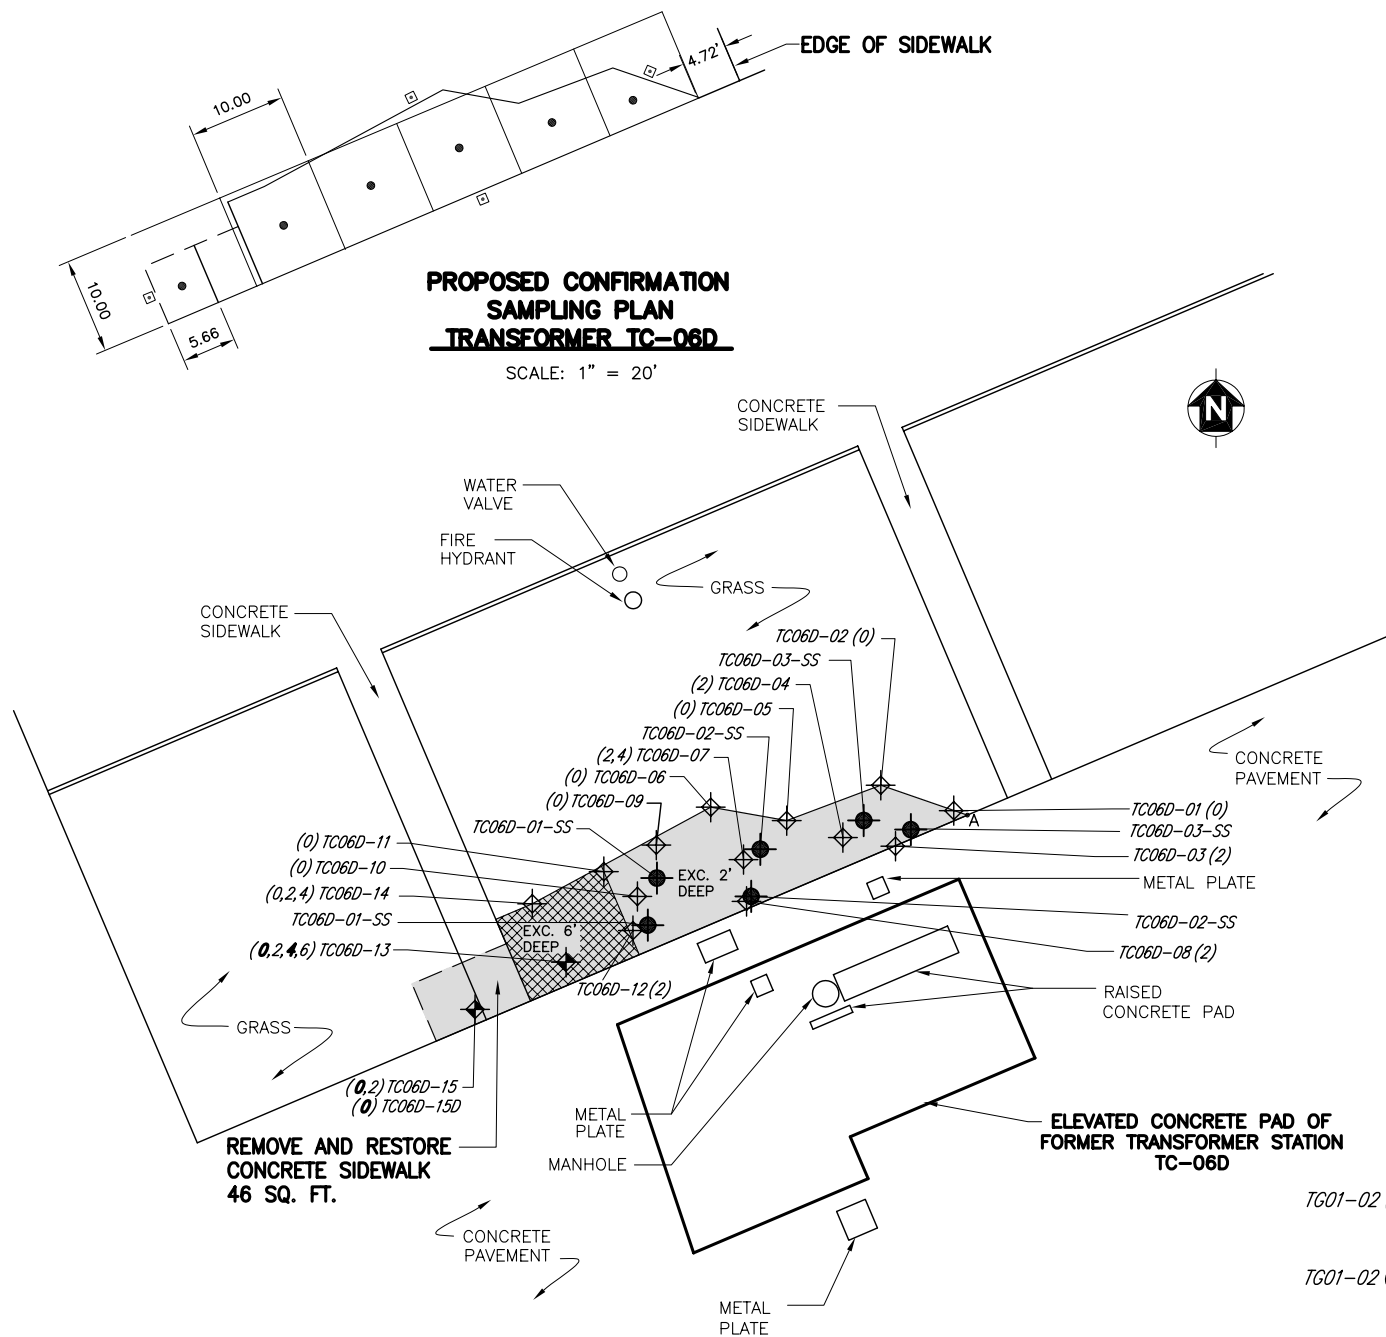 EDGE OF SIDEWALK
4.72'
10.00
10.00
5.66
PROPOSED CONFIRMATION
SAMPLING PLAN
TRANSFORMER TC-06D
SCALE: 1" = 20'
CONCRETE
SIDEWALK
N
WATER
VALVE
FIRE
HYDRANT
GRASS
CONCRETE
SIDEWALK
TC06D-02 (0)
TC06D-03-SS
(2) TC06D-04
(0) TC06D-05
TC06D-02-SS
(2,4) TC06D-07
(0) TC06D-06
(0) TC06D-09
TC06D-01-SS
(0) TC06D-11
(0) TC06D-10
(0,2,4) TC06D-14
TC06D-01-SS
(0,2,4,6) TC06D-13
EXC. 2'
DEEP
EXC. 6'
DEEP
TC06D-12(2)
CONCRETE
PAVEMENT
A
TC06D-01 (0)
TC06D-03-SS
TC06D-03 (2)
METAL PLATE
TC06D-02-SS
TC06D-08 (2)
RAISED
CONCRETE PAD
GRASS
(0,2) TC06D-15
(0) TC06D-15D
REMOVE AND RESTORE
CONCRETE SIDEWALK
46 SQ. FT.
METAL
PLATE
MANHOLE
ELEVATED CONCRETE PAD OF
FORMER TRANSFORMER STATION
TC-06D
TG01-02
CONCRETE
PAVEMENT
TG01-02 (
METAL
PLATE